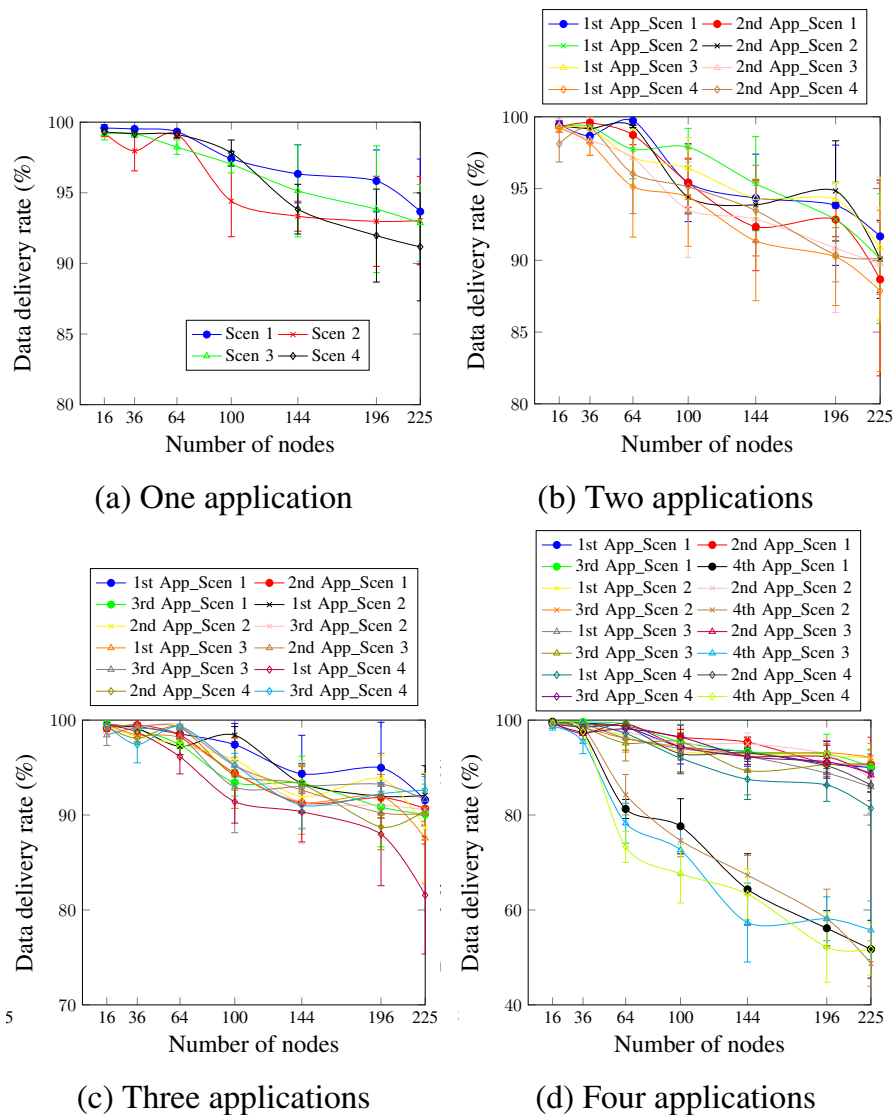 1st App_Scen 1 2nd App_Scen 1
1st App_Scen 2 2nd App_Scen 2
1st App_Scen 3 2nd App_Scen 3
1st App_Scen 4 2nd App_Scen 4
Data delivery rate (%)
100
95
90
85
80
Scen 1 Scen 2
Scen 3 Scen 4
16 36 64 100 144 196 225
Number of nodes
(a) One application
Data delivery rate (%)
100
95
90
85
80
16 36 64 100 144 196 225
Number of nodes
(b) Two applications
1st App_Scen 1 2nd App_Scen 1
3rd App_Scen 1 1st App_Scen 2
2nd App_Scen 2 3rd App_Scen 2
1st App_Scen 3 2nd App_Scen 3
3rd App_Scen 3 1st App_Scen 4
2nd App_Scen 4 3rd App_Scen 4
Data delivery rate (%)
100
90
80
70
5
16 36 64 100 144 196 225
Number of nodes
(c) Three applications
1st App_Scen 1 2nd App_Scen 1
3rd App_Scen 1 4th App_Scen 1
1st App_Scen 2 2nd App_Scen 2
3rd App_Scen 2 4th App_Scen 2
1st App_Scen 3 2nd App_Scen 3
3rd App_Scen 3 4th App_Scen 3
1st App_Scen 4 2nd App_Scen 4
3rd App_Scen 4 4th App_Scen 4
Data delivery rate (%)
100
80
60
40
16 36 64 100 144 196 225
Number of nodes
(d) Four applications